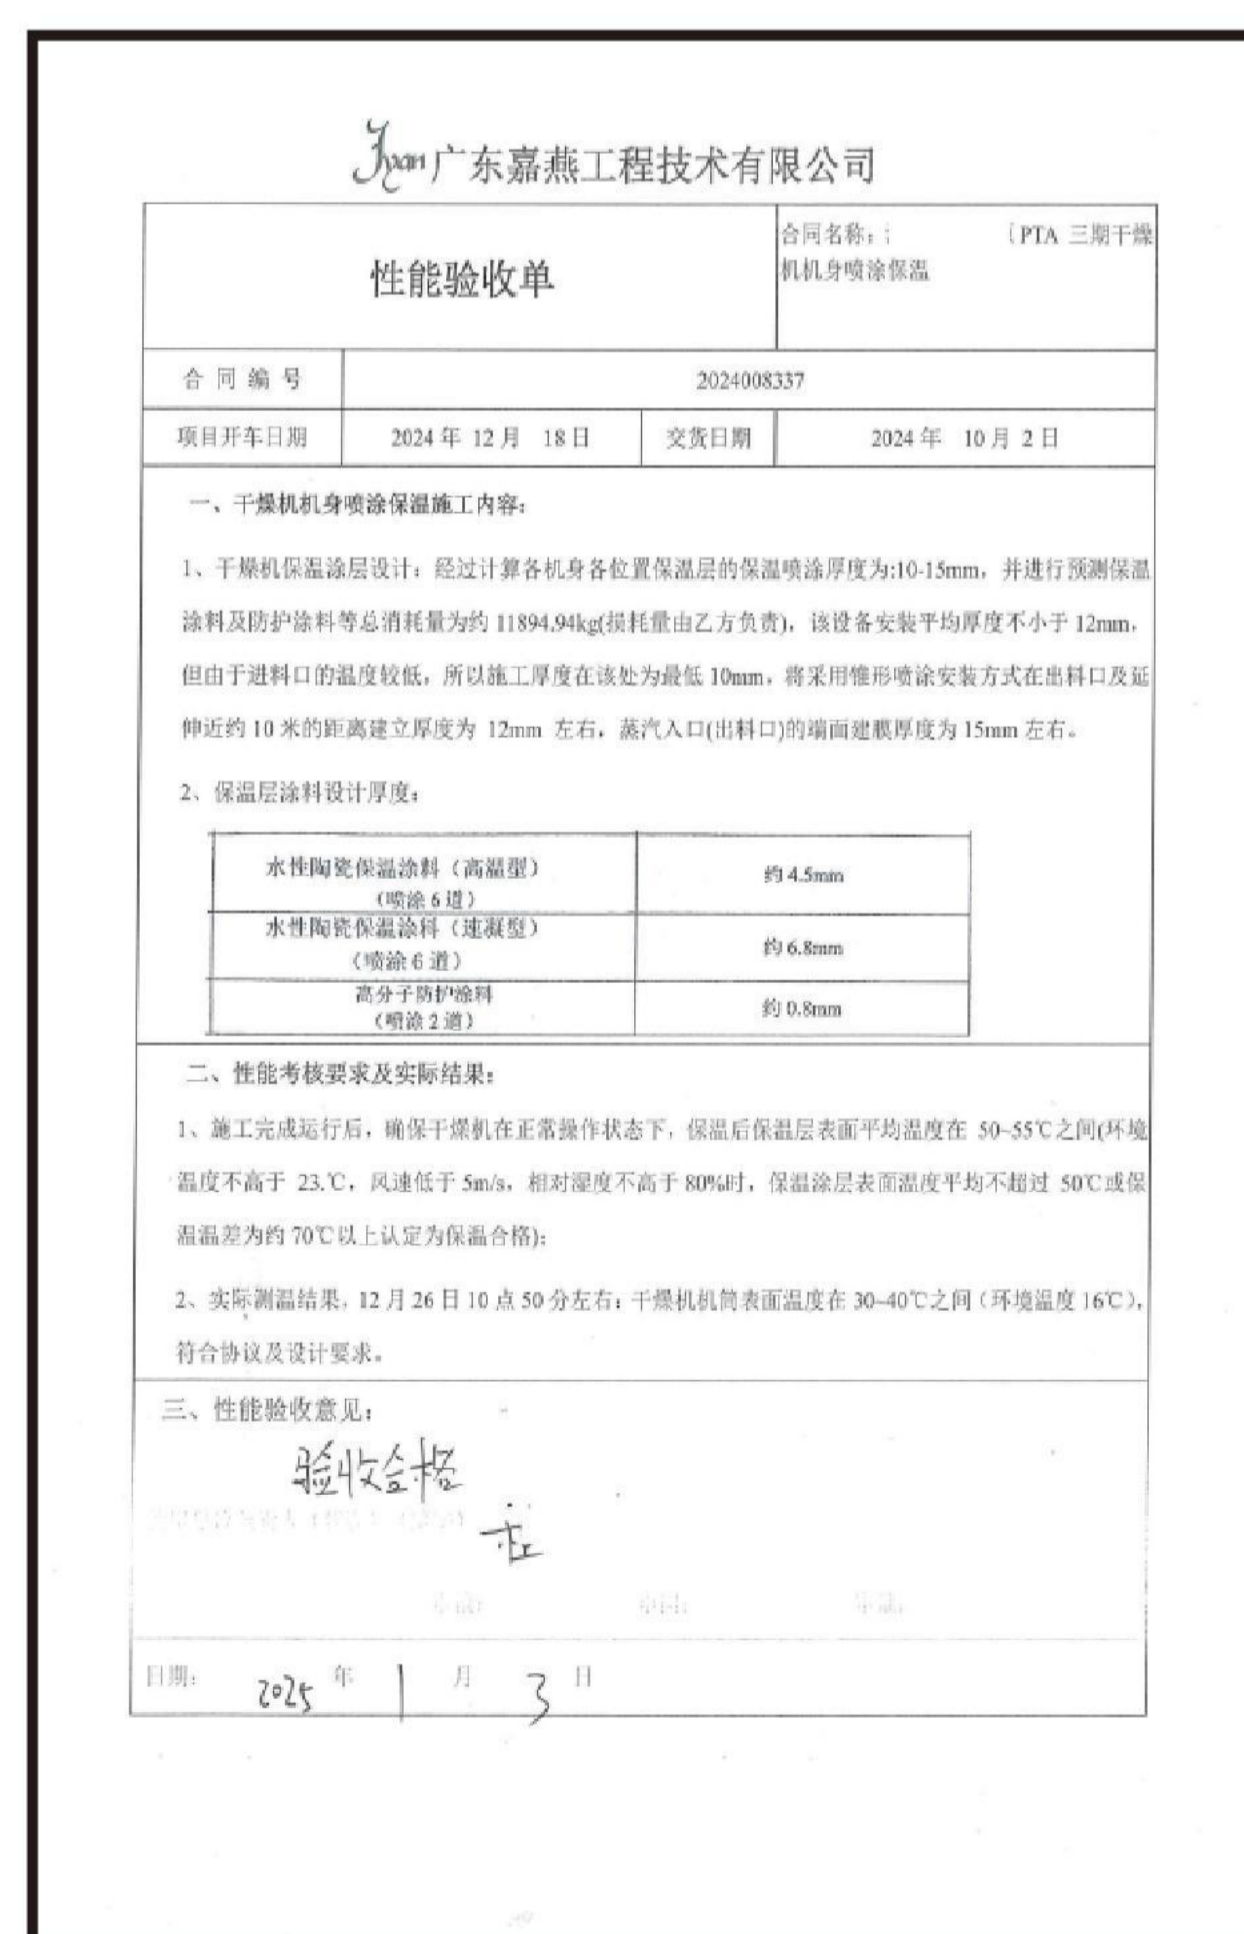 Jyan 广东嘉燕工程技术有限公司
性能验收单
合同名称: PTA 三期干燥
机机身喷涂保温
合同编号 2024008337
项目开车日期 2024年 12月 18日 交货日期 2024年 10月 2日
一、干燥机机身喷涂保温施工内容:
1、干燥机保温涂层设计: 经过计算各机身各位置保温层的保温喷涂厚度为:10-15mm, 并进行预测保温
涂料及防护涂料等总消耗量为约 11894.94kg(损耗量由乙方负责), 该设备安装平均厚度不小于 12mm,
但由于进料口的温度较低, 所以施工厚度在该处为最低 10mm, 将采用锥形喷涂安装方式在出料口及延
伸近约 10 米的距离建立厚度为 12mm 左右, 蒸汽入口(出料口)的端面建膜厚度为 15mm 左右。
2、保温层涂料设计厚度:
水性陶瓷保温涂料（高温型）
（喷涂 6 道） 约 4.5mm
水性陶瓷保温涂料（速凝型）
（喷涂 6 道） 约 6.8mm
高分子防护涂料
（喷涂 2 道） 约 0.8mm
二、性能考核要求及实际结果:
1、施工完成运行后, 确保干燥机在正常操作状态下, 保温后保温层表面平均温度在 50~55℃之间(环境
温度不高于 23.℃, 风速低于 5m/s, 相对湿度不高于 80%时, 保温涂层表面温度平均不超过 50℃或保
温温差为约 70℃以上认定为保温合格);
2、实际测温结果, 12 月 26 日 10 点 50 分左右: 干燥机机筒表面温度在 30~40℃之间（环境温度 16℃）,
符合协议及设计要求。
三、性能验收意见:
验收合格
日期: 2025 年 1 月 3 日